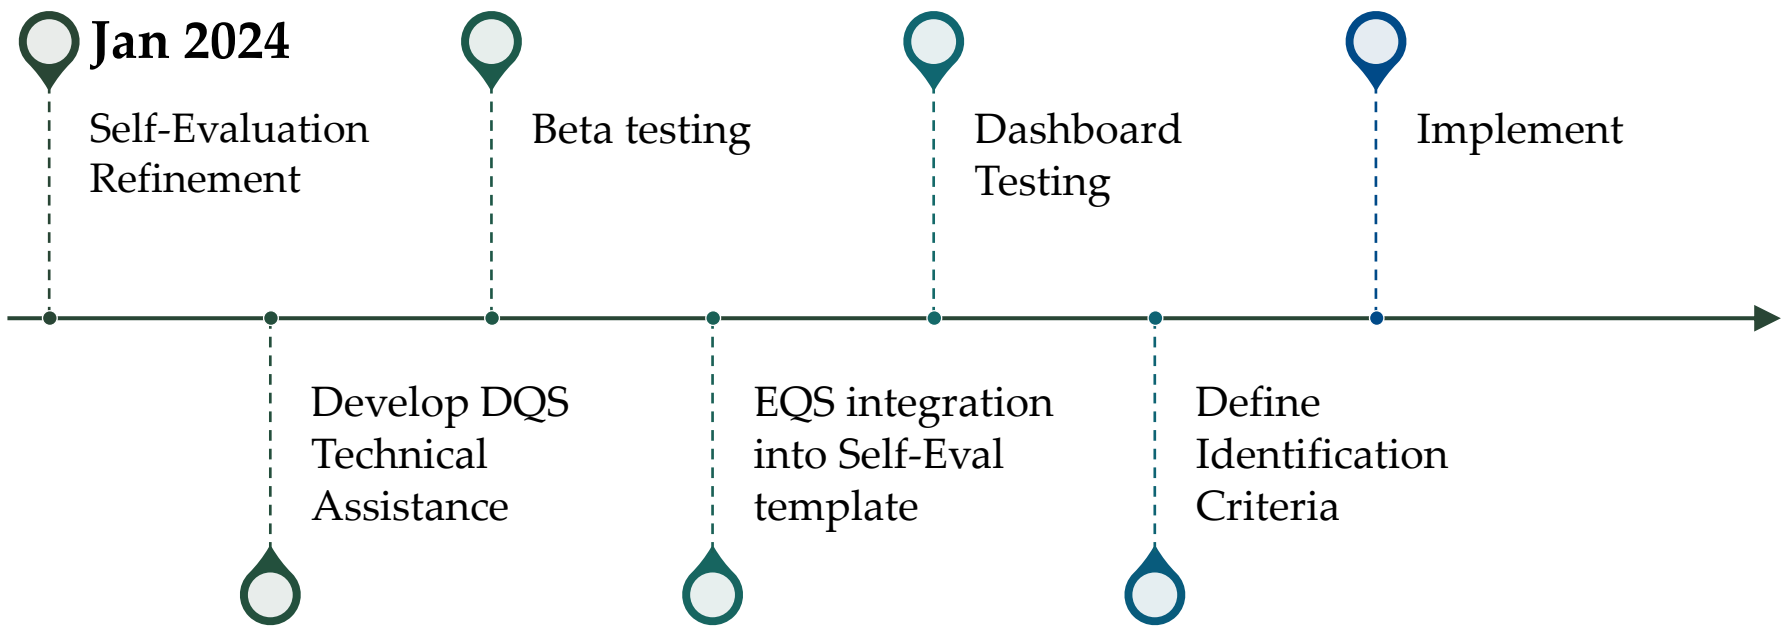 Jan 2024
Self-Evaluation
Refinement
Beta testing
Dashboard
Testing
Implement
Develop DQS
Technical
Assistance
EQS integration
into Self-Eval
template
Define
Identification
Criteria